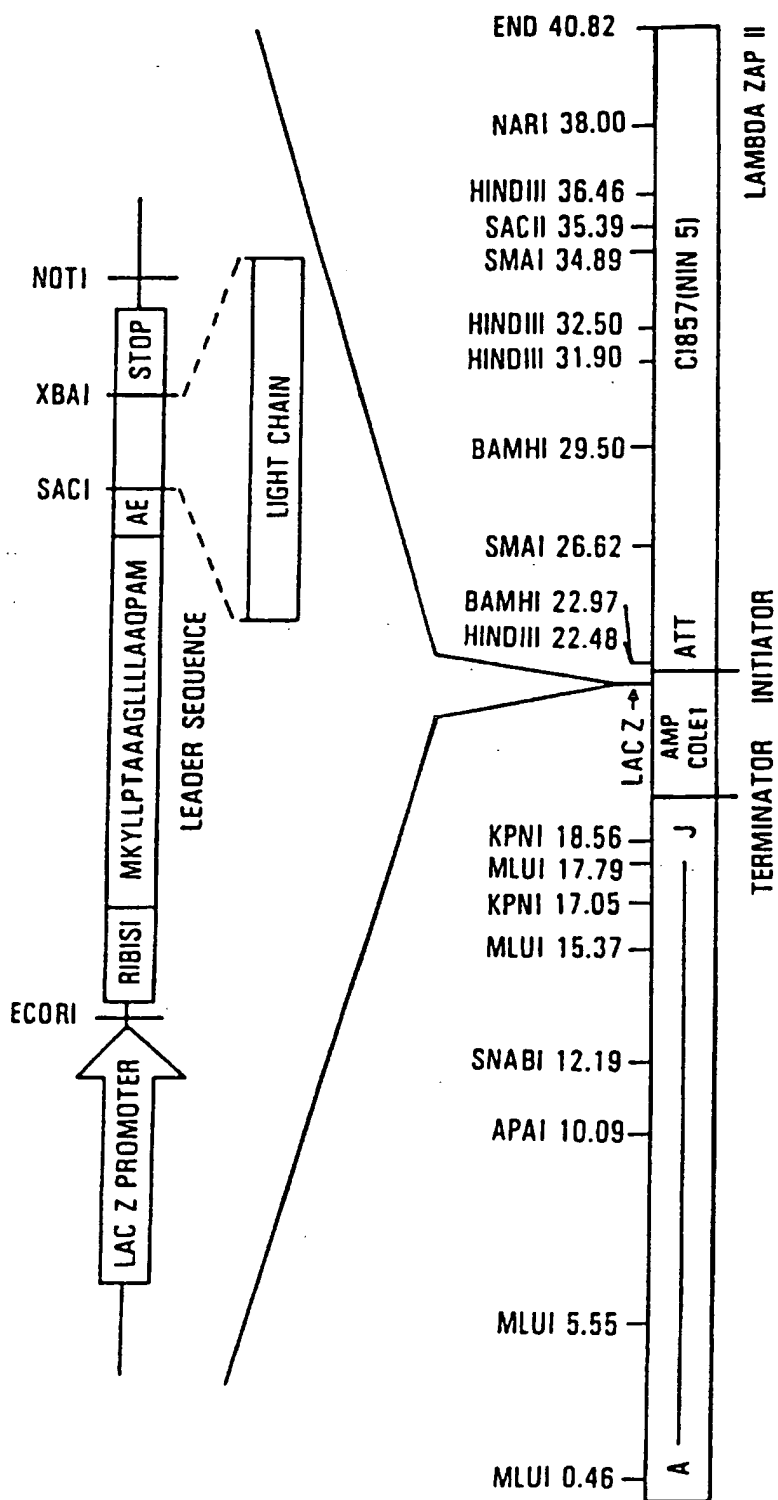 NOTI
XBAI
SACI
ECORI
STOP
AE
MKYLLPTAAAGLLLLAAQPAM
RIBISI
LEADER SEQUENCE
LAC Z PROMOTER
LIGHT CHAIN
END 40.82
NARI 38.00
HINDIII 36.46
SACII 35.39
SMAI 34.89
HINDIII 32.50
HINDIII 31.90
BAMHI 29.50
SMAI 26.62
BAMHI 22.97
HINDIII 22.48
LAC Z →
KPNI 18.56
MLUI 17.79
KPNI 17.05
MLUI 15.37
SNABI 12.19
APAI 10.09
MLUI 5.55
MLUI 0.46
CI857(NIN 5)
ATT
AMP
COLE1
J
A
LAMBDA ZAP II
INITIATOR
TERMINATOR